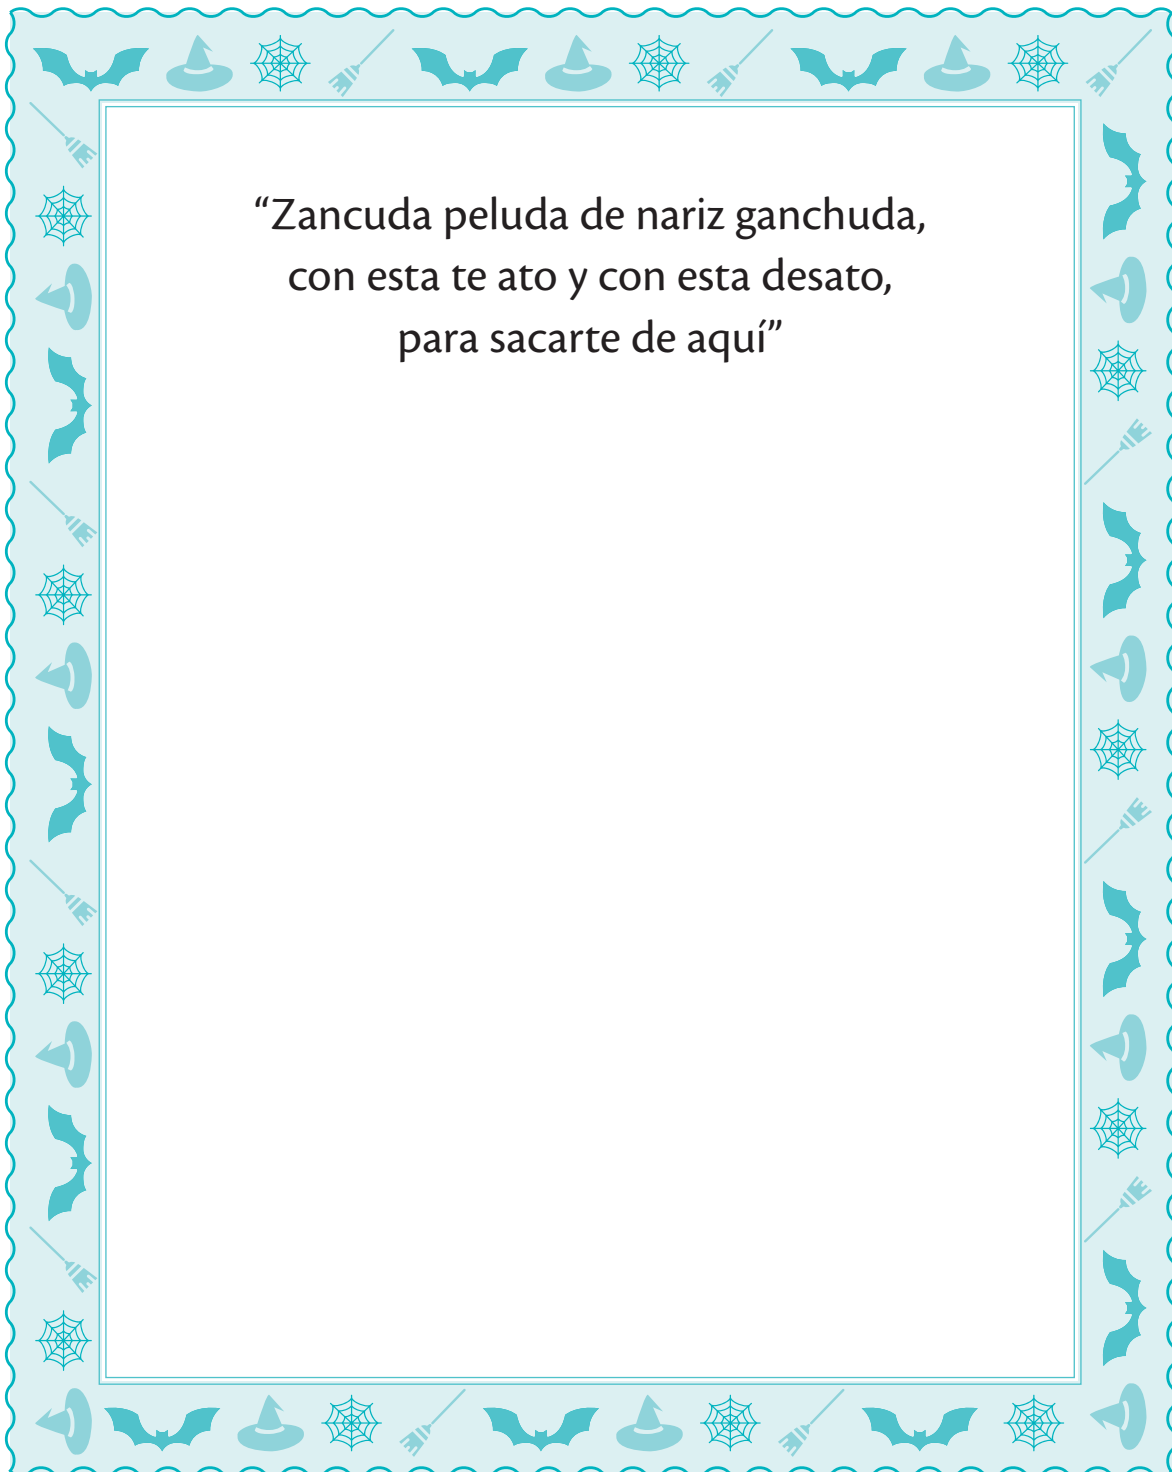 “Zancuda peluda de nariz ganchuda,
con esta te ato y con esta desato,
para sacarte de aquí”